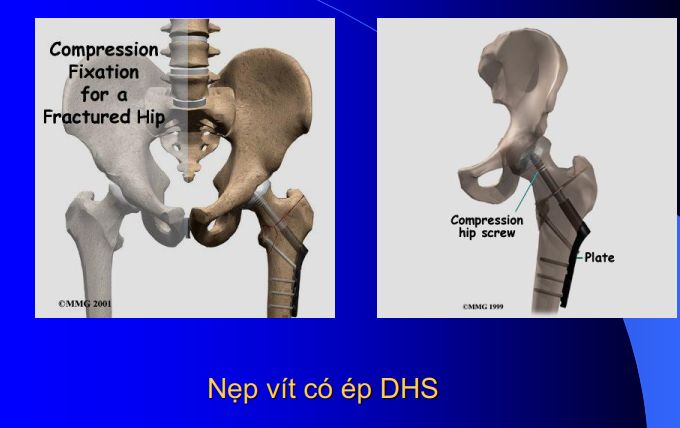 Compression
Fixation
for a
Fractured Hip
©MMG 2001
Compression
hip screw
Plate
©MMG 1999
Nẹp vít có ép DHS